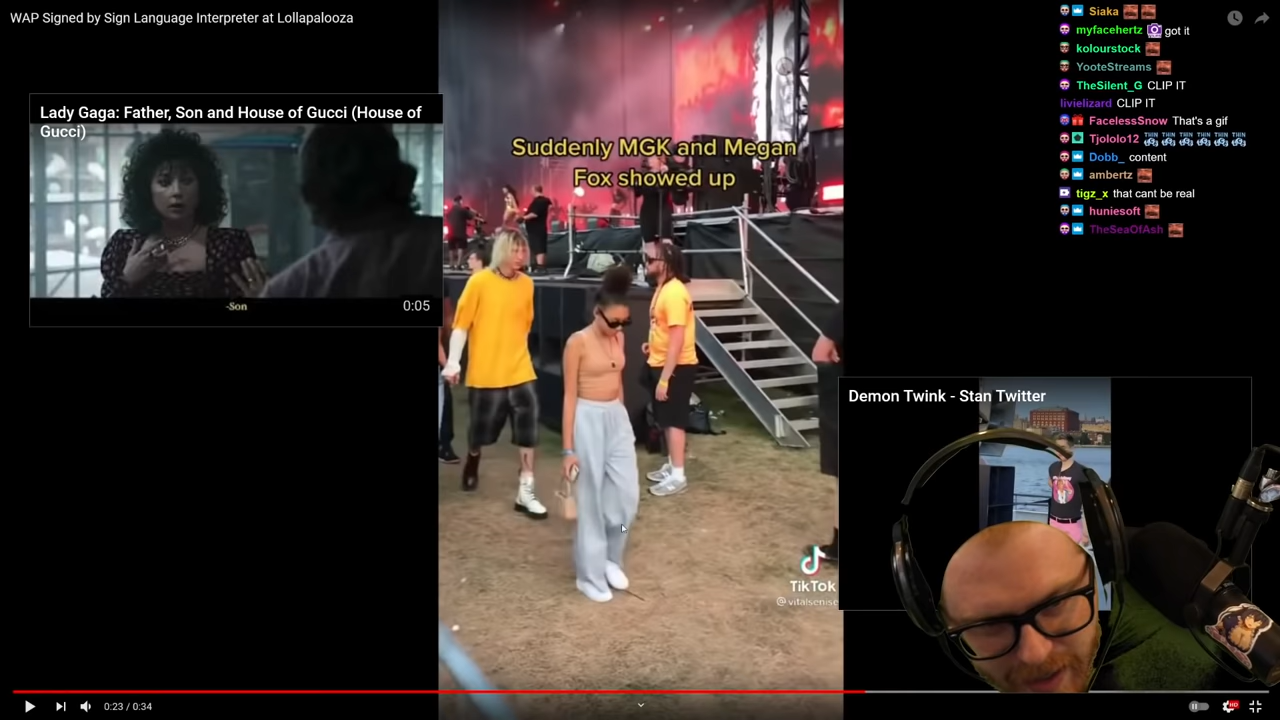 WAP Signed by Sign Language Interpreter at Lollapalooza
Lady Gaga: Father, Son and House of Gucci (House of
Gucci)
-Son
0:05
Suddenly MGK and Megan
Fox showed up
TikTok
@vitalsenise
Demon Twink - Stan Twitter
Siaka
myfacehertz got it
kolourstock
YooteStreams
TheSilent_G CLIP IT
livielizard CLIP IT
FacelessSnow That's a gif
Tjololo12
Dobb_ content
ambertz
tigz_x that cant be real
huniesoft
TheSeaOfAsh
0:23 / 0:34
HD